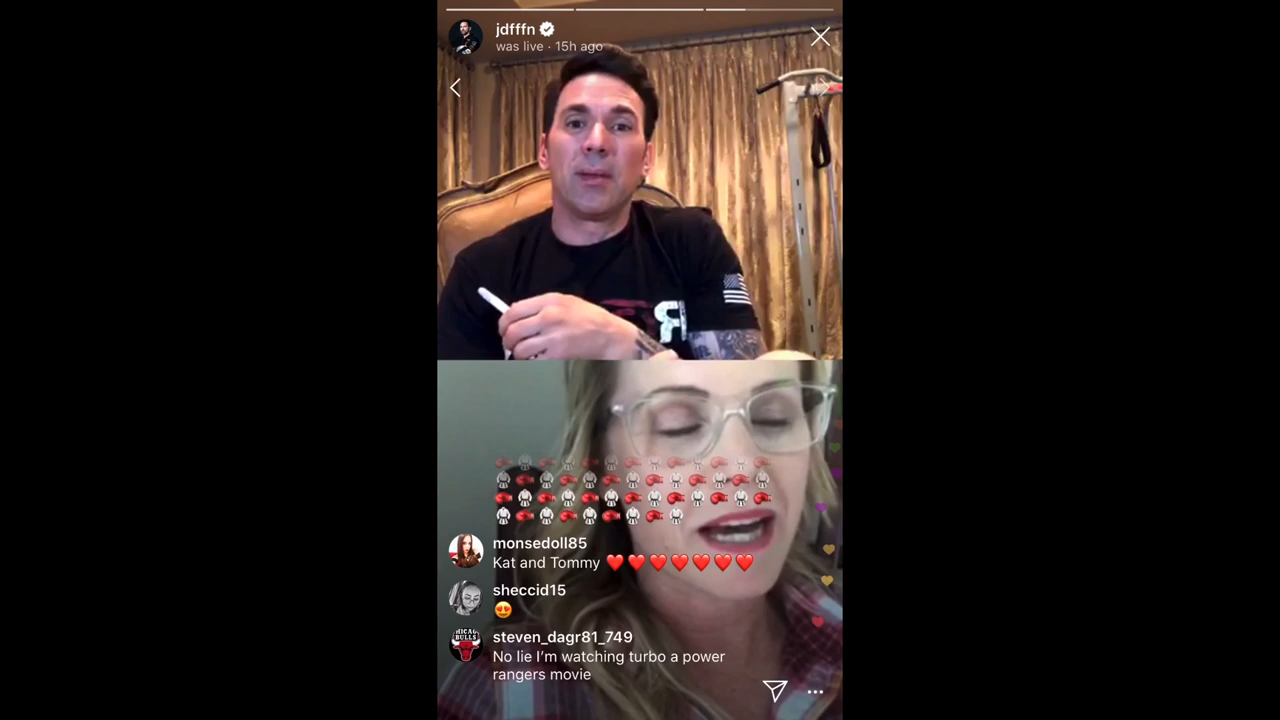 jdfffn
was live · 15h ago
monsedoll85
Kat and Tommy ❤️❤️❤️❤️❤️❤️❤️
sheccid15
😍
steven_dagr81_749
No lie I’m watching turbo a power
rangers movie